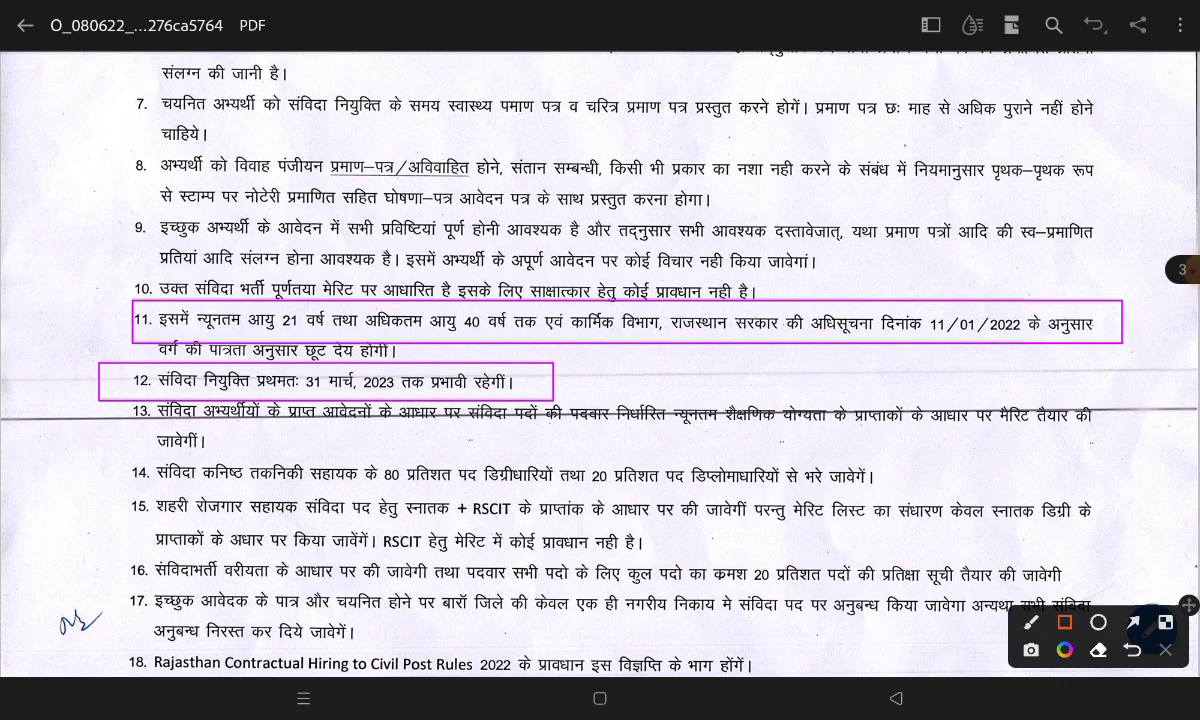 O_080622_...276ca5764 PDF
संलग्न की जानी है।
7. चयनित अभ्यर्थी को संविदा नियुक्ति के समय स्वास्थ्य पमाण पत्र व चरित्र प्रमाण पत्र प्रस्तुत करने होगें। प्रमाण पत्र छः माह से अधिक पुराने नहीं होने
चाहिये।
8. अभ्यर्थी को विवाह पंजीयन प्रमाण–पत्र/अविवाहित होने, संतान सम्बन्धी, किसी भी प्रकार का नशा नही करने के संबंध में नियमानुसार पृथक–पृथक रूप
से स्टाम्प पर नोटेरी प्रमाणित सहित घोषणा–पत्र आवेदन पत्र के साथ प्रस्तुत करना होगा।
9. इच्छुक अभ्यर्थी के आवेदन में सभी प्रविष्टियां पूर्ण होनी आवश्यक है और तद्नुसार सभी आवश्यक दस्तावेजात्, यथा प्रमाण पत्रों आदि की स्व–प्रमाणित
प्रतियां आदि संलग्न होना आवश्यक है। इसमें अभ्यर्थी के अपूर्ण आवेदन पर कोई विचार नही किया जावेगां।
10. उक्त संविदा भर्ती पूर्णतया मेरिट पर आधारित है इसके लिए साक्षात्कार हेतु कोई प्रावधान नही है।
11. इसमें न्यूनतम आयु 21 वर्ष तथा अधिकतम आयु 40 वर्ष तक एवं कार्मिक विभाग, राजस्थान सरकार की अधिसूचना दिनांक 11/01/2022 के अनुसार
वर्ग की पात्रता अनुसार छूट देय होगी।
12. संविदा नियुक्ति प्रथमतः 31 मार्च, 2023 तक प्रभावी रहेगीं।
13. संविदा अभ्यर्थीयों के प्राप्त आवेदनों के आधार पर संविदा पदों की पदवार निर्धारित न्यूनतम शैक्षणिक योग्यता के प्राप्ताकों के आधार पर मैरिट तैयार की
जावेगीं।
14. संविदा कनिष्ठ तकनिकी सहायक के 80 प्रतिशत पद डिग्रीधारियों तथा 20 प्रतिशत पद डिप्लोमाधारियों से भरे जावेगें।
15. शहरी रोजगार सहायक संविदा पद हेतु स्नातक + RSCIT के प्राप्तांक के आधार पर की जावेगीं परन्तु मेरिट लिस्ट का संधारण केवल स्नातक डिग्री के
प्राप्ताकों के अधार पर किया जावेंगें। RSCIT हेतु मेरिट में कोई प्रावधान नही है।
16. संविदाभर्ती वरीयता के आधार पर की जावेगी तथा पदवार सभी पदो के लिए कुल पदो का क्रमश 20 प्रतिशत पदों की प्रतिक्षा सूची तैयार की जावेगी
17. इच्छुक आवेदक के पात्र और चयनित होने पर बारॉ जिले की केवल एक ही नगरीय निकाय मे संविदा पद पर अनुबन्ध किया जावेगा अन्यथा सभी संविदा
अनुबन्ध निरस्त कर दिये जावेगें।
18. Rajasthan Contractual Hiring to Civil Post Rules 2022 के प्रावधान इस विज्ञप्ति के भाग होंगें।
3